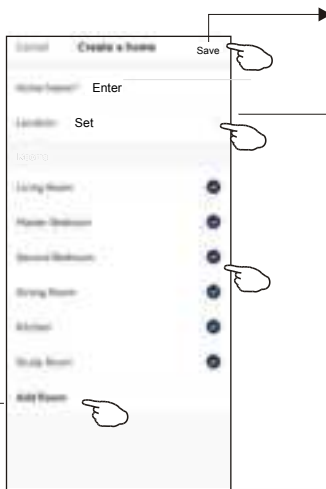 Cancel Create a home Save
Home Name* Enter
Location Set
Living Room
Master Bedroom
Second Bedroom
Dining Room
Kitchen
Study Room
Add Room